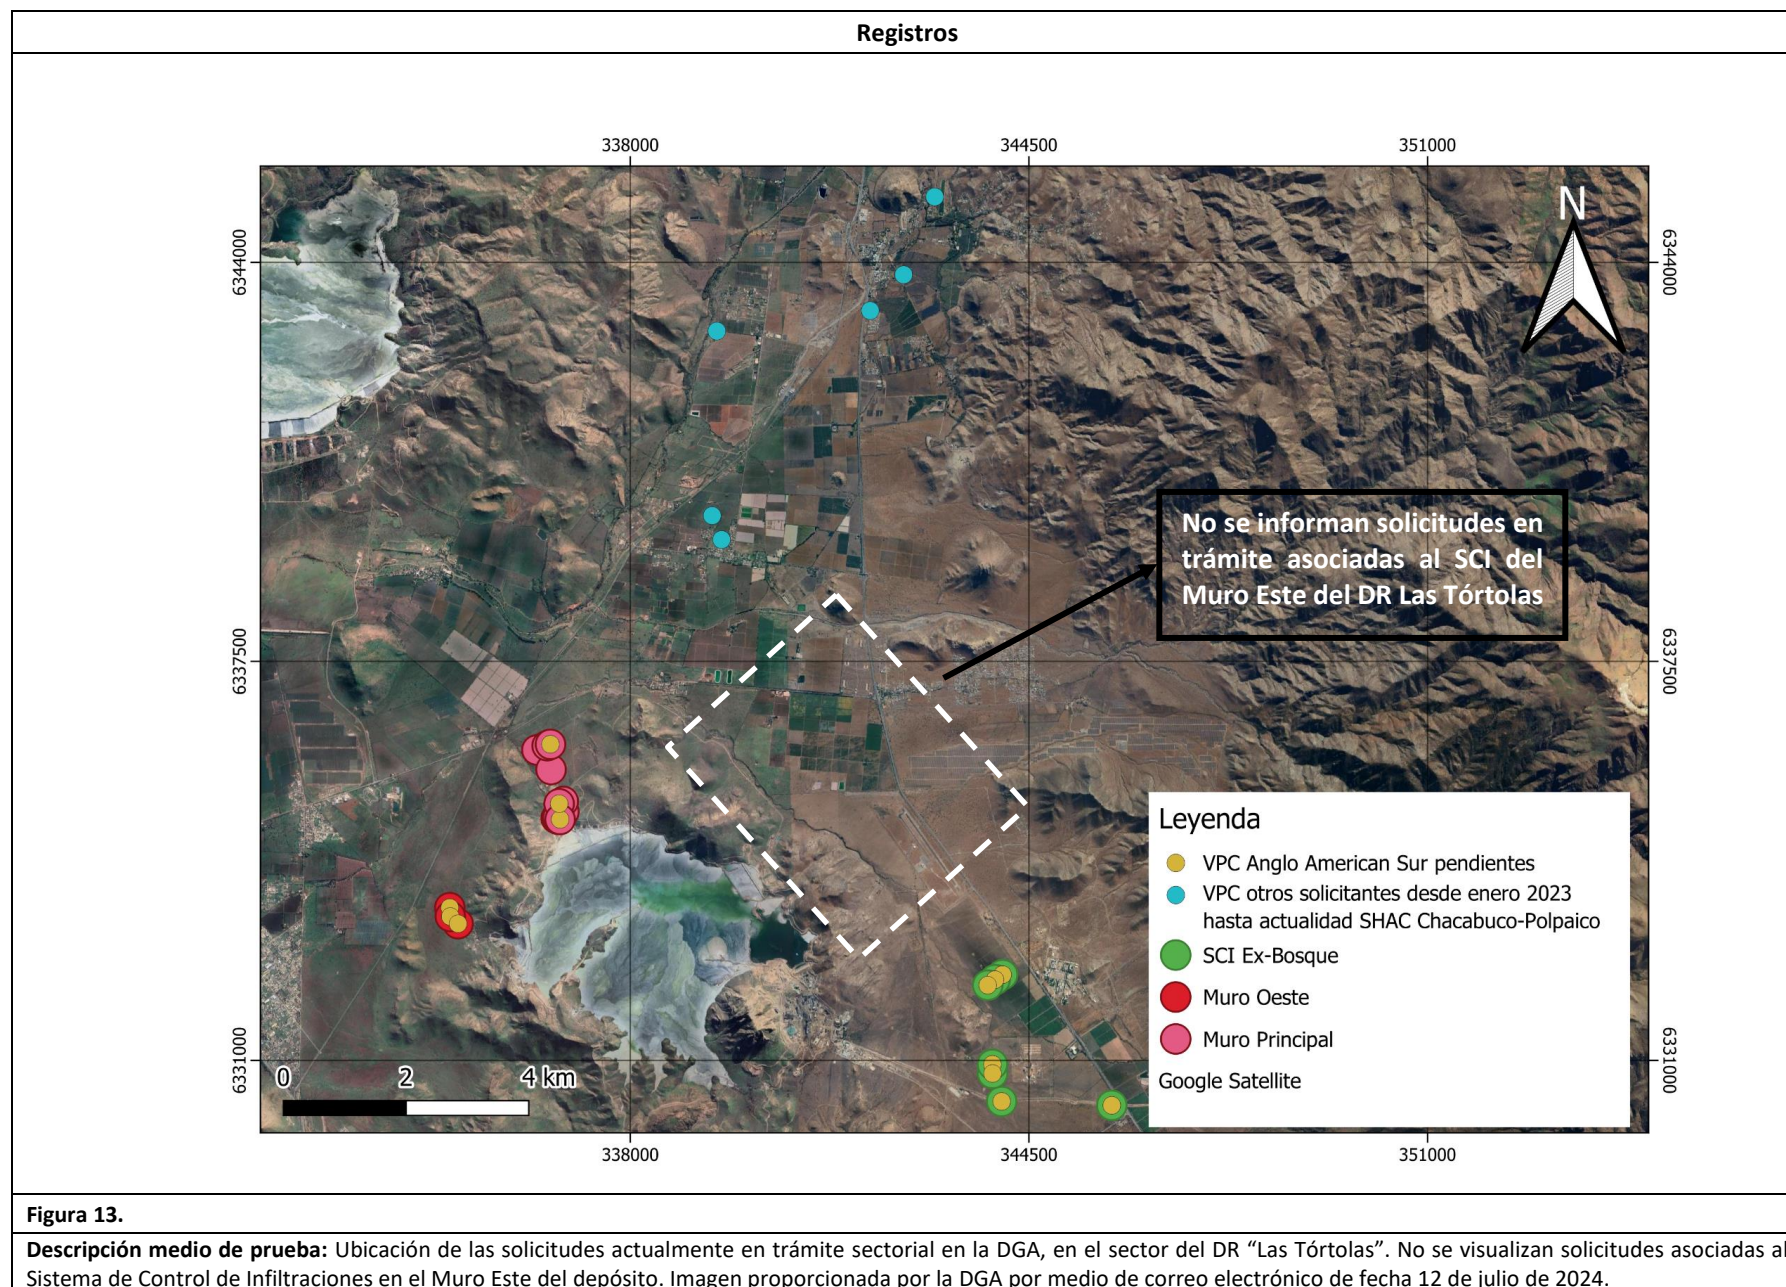 Registros
338000 344500 351000
N
6344000 6344000
No se informan solicitudes en
trámite asociadas al SCI del
Muro Este del DR Las Tórtolas
6337500 6337500
Leyenda
VPC Anglo American Sur pendientes
VPC otros solicitantes desde enero 2023
hasta actualidad SHAC Chacabuco-Polpaico
SCI Ex-Bosque
Muro Oeste
Muro Principal
Google Satellite
6331000 6331000
0 2 4 km
338000 344500 351000
Figura 13.
Descripción medio de prueba: Ubicación de las solicitudes actualmente en trámite sectorial en la DGA, en el sector del DR “Las Tórtolas”. No se visualizan solicitudes asociadas al
Sistema de Control de Infiltraciones en el Muro Este del depósito. Imagen proporcionada por la DGA por medio de correo electrónico de fecha 12 de julio de 2024.